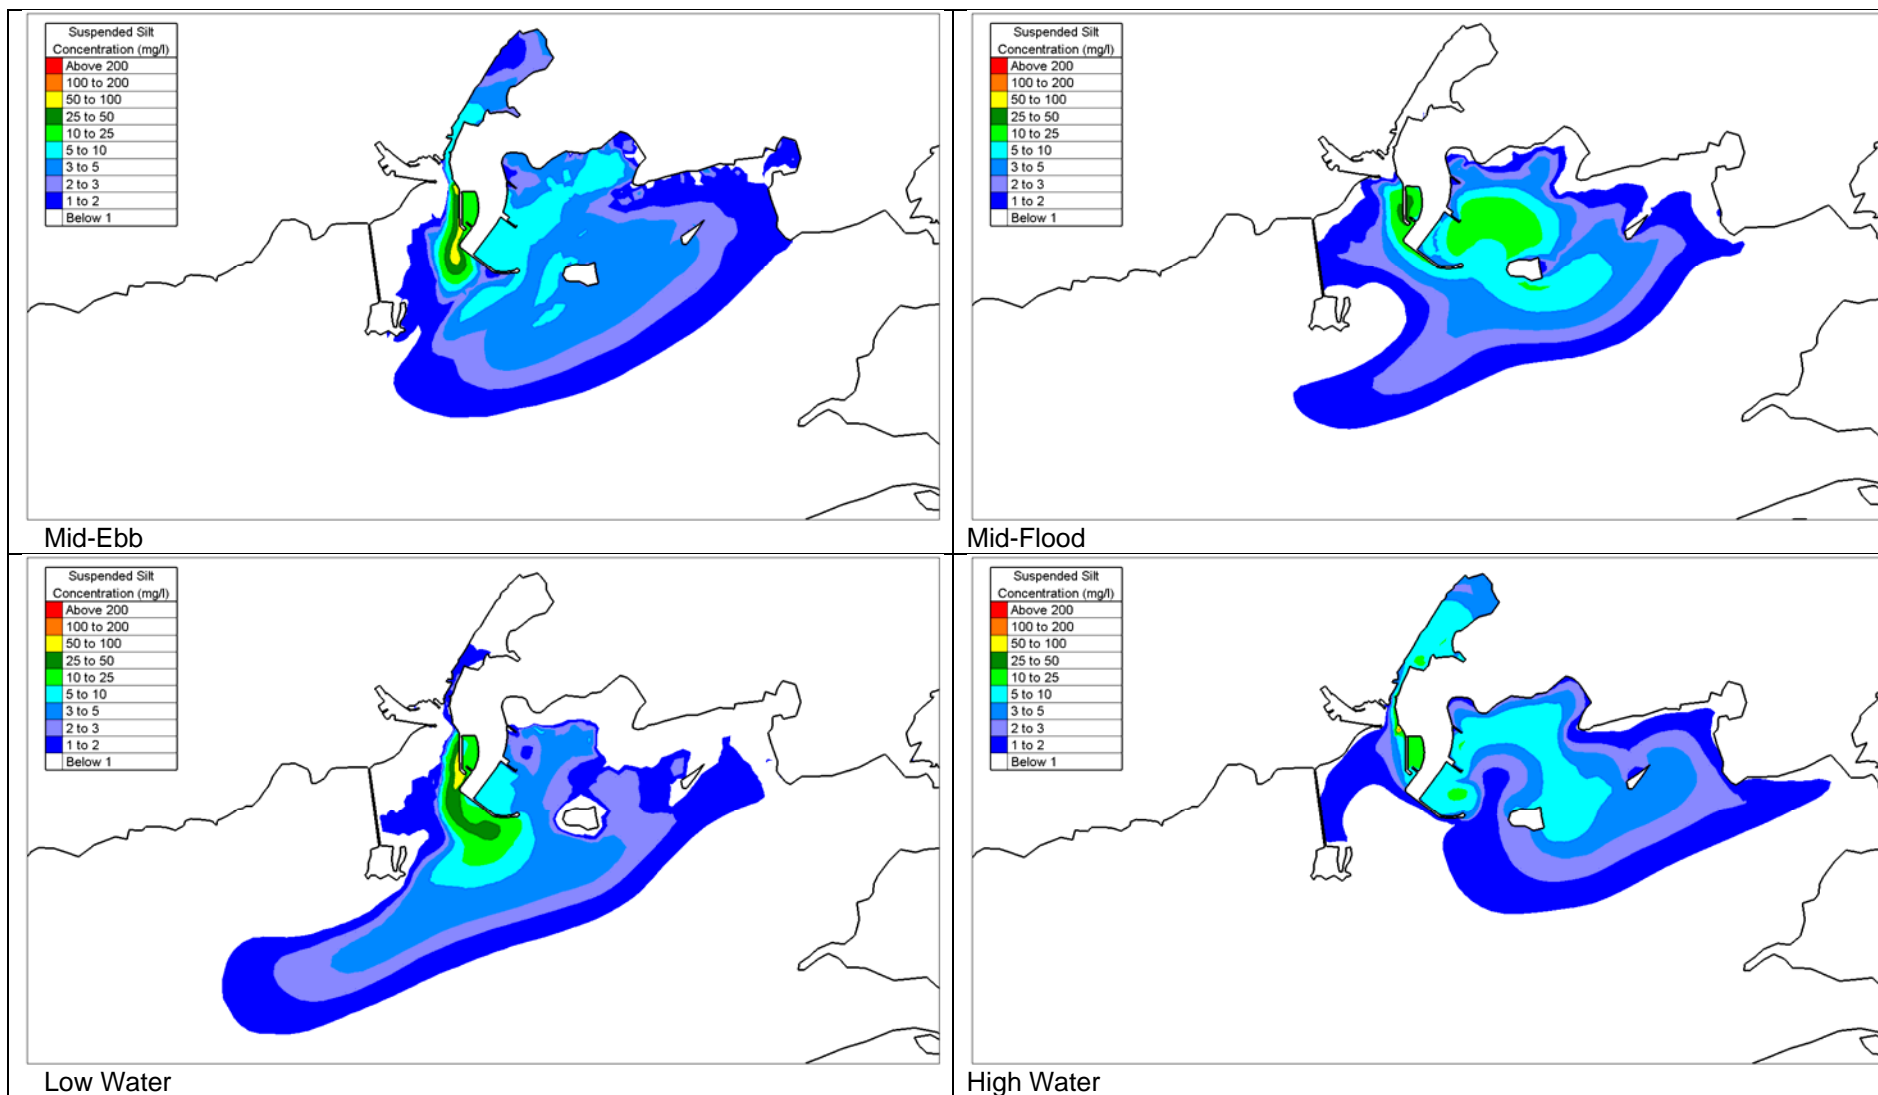 Suspended Silt
Concentration (mg/l)
Above 200
100 to 200
50 to 100
25 to 50
10 to 25
5 to 10
3 to 5
2 to 3
1 to 2
Below 1
Mid-Ebb
Suspended Silt
Concentration (mg/l)
Above 200
100 to 200
50 to 100
25 to 50
10 to 25
5 to 10
3 to 5
2 to 3
1 to 2
Below 1
Mid-Flood
Suspended Silt
Concentration (mg/l)
Above 200
100 to 200
50 to 100
25 to 50
10 to 25
5 to 10
3 to 5
2 to 3
1 to 2
Below 1
Low Water
Suspended Silt
Concentration (mg/l)
Above 200
100 to 200
50 to 100
25 to 50
10 to 25
5 to 10
3 to 5
2 to 3
1 to 2
Below 1
High Water